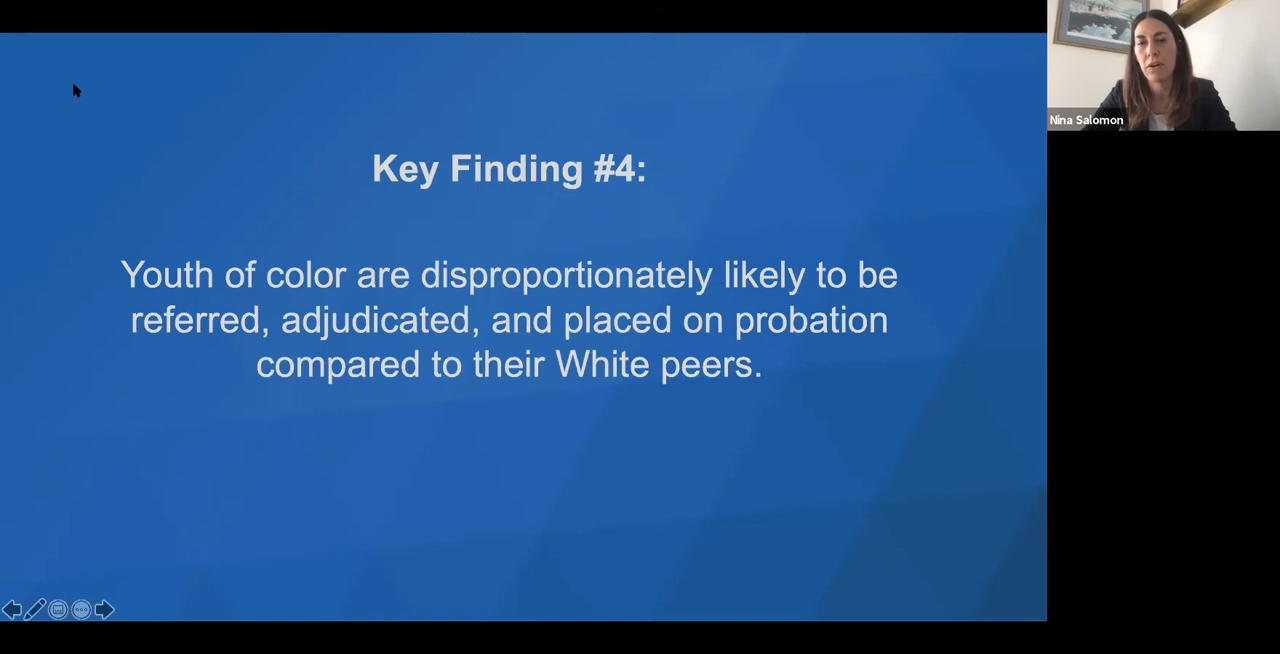 Key Finding #4:
Youth of color are disproportionately likely to be
referred, adjudicated, and placed on probation
compared to their White peers.
Nina Salomon